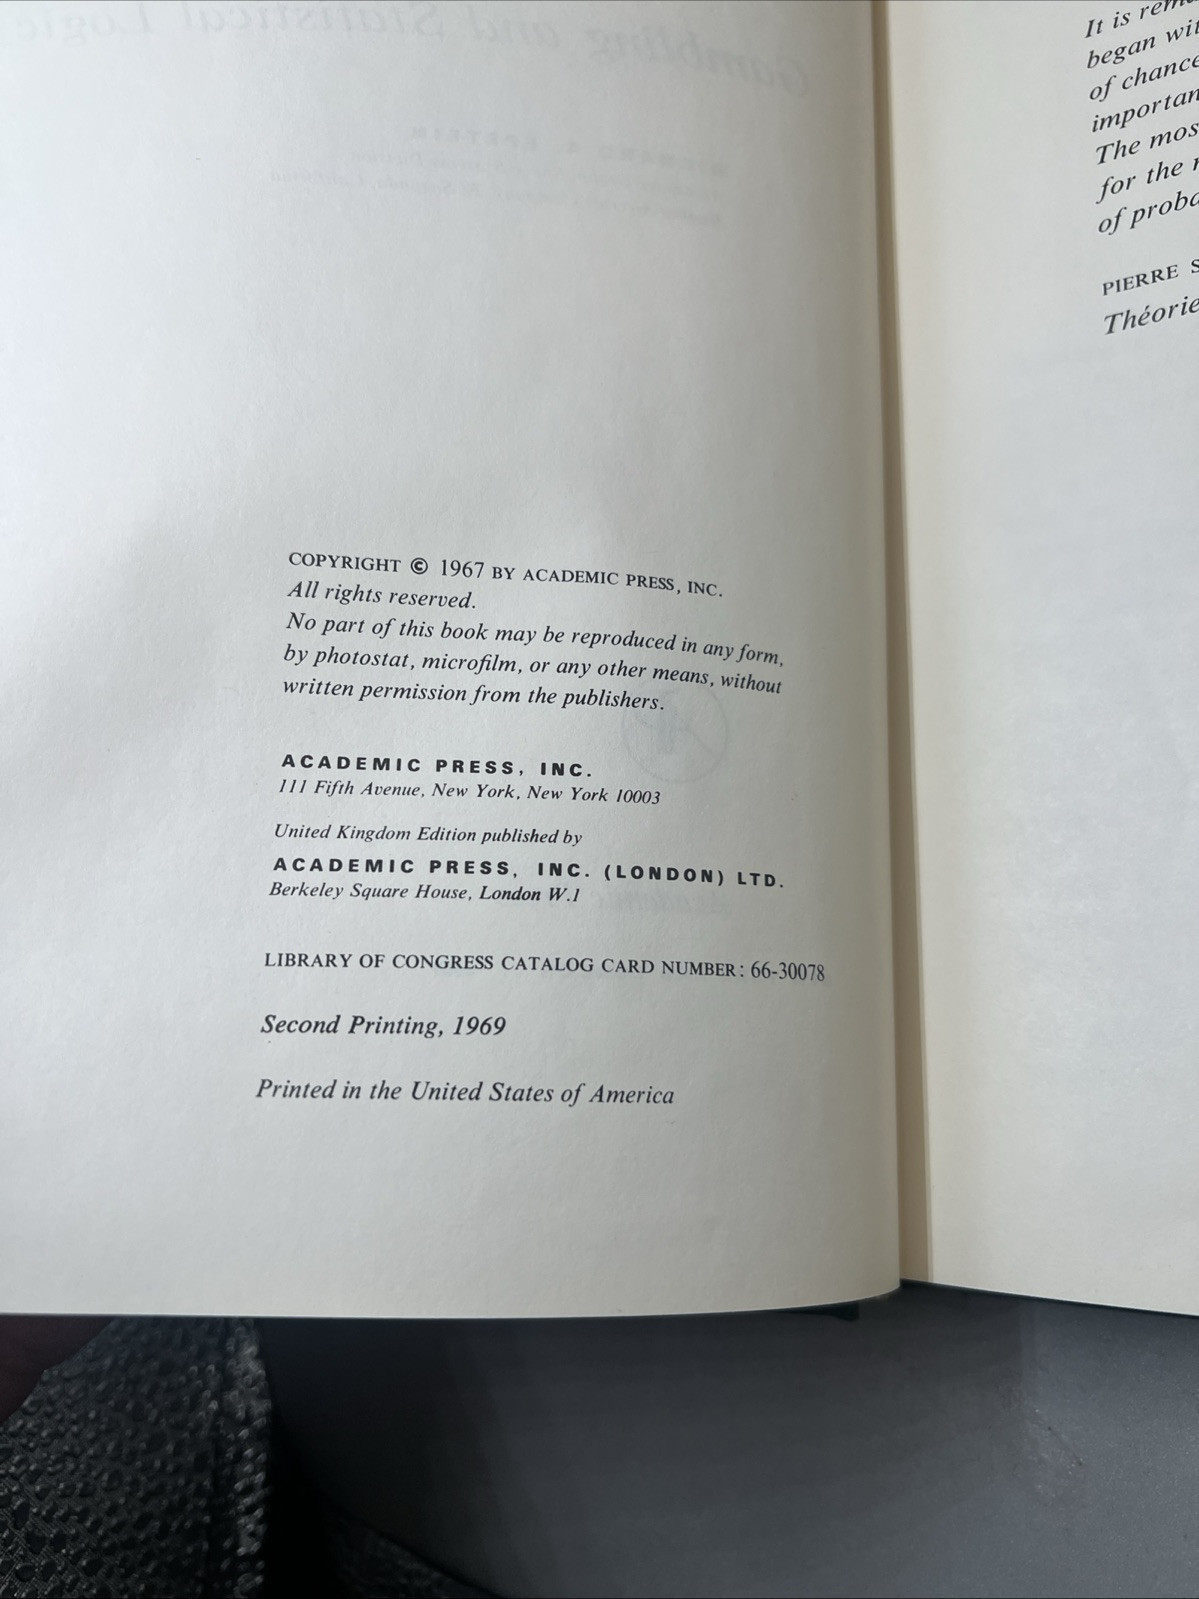 Gambling and Statistical Logic
COPYRIGHT © 1967 BY ACADEMIC PRESS, INC.
All rights reserved.
No part of this book may be reproduced in any form,
by photostat, microfilm, or any other means, without
written permission from the publishers.
ACADEMIC PRESS, INC.
111 Fifth Avenue, New York, New York 10003
United Kingdom Edition published by
ACADEMIC PRESS, INC. (LONDON) LTD.
Berkeley Square House, London W.1
LIBRARY OF CONGRESS CATALOG CARD NUMBER: 66-30078
Second Printing, 1969
Printed in the United States of America
It is
began
of chance
The
for the
of
PIERRE
Théorie